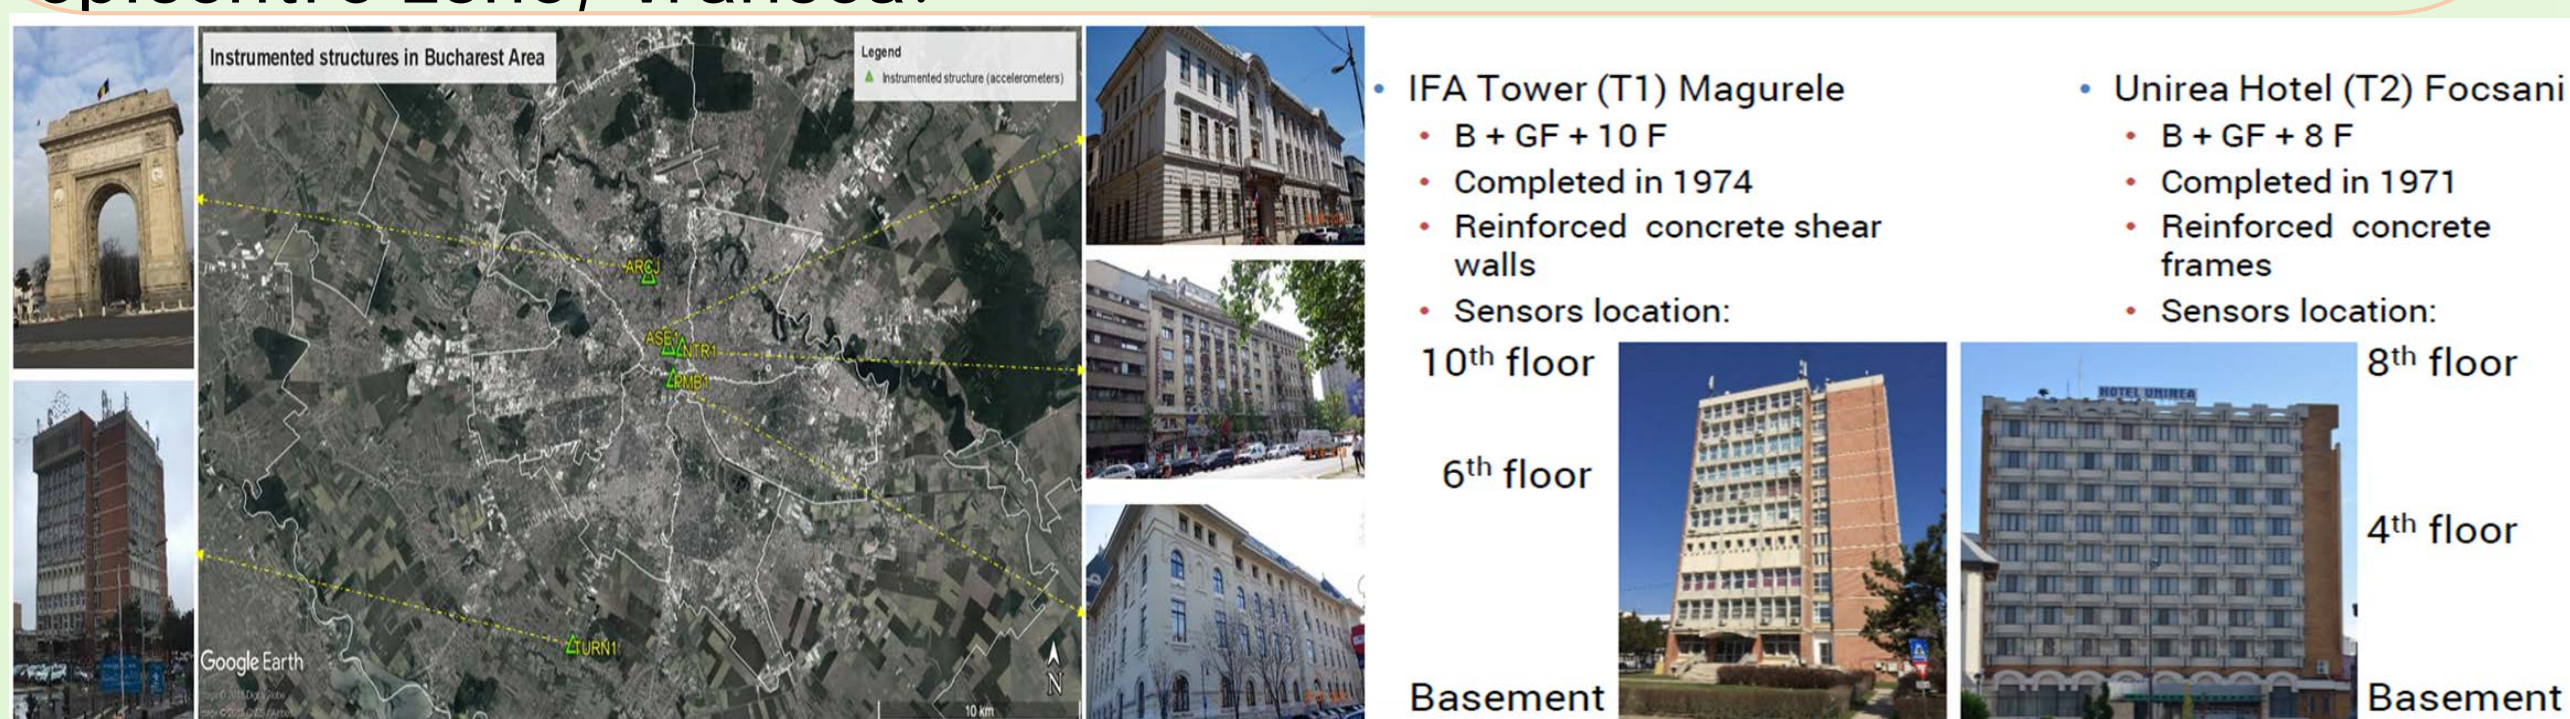 Instrumented structures in Bucharest Area
Legend
Instrumented structure (accelerometers)
ARCJ
ASE1
NTR1
PMB1
TURN1
Google Earth
N
10 km
• IFA Tower (T1) Magurele
• B + GF + 10 F
• Completed in 1974
• Reinforced concrete shear
walls
• Sensors location:
10th floor
6th floor
Basement
• Unirea Hotel (T2) Focsani
• B + GF + 8 F
• Completed in 1971
• Reinforced concrete
frames
• Sensors location:
8th floor
4th floor
Basement
HOTEL UNIREA